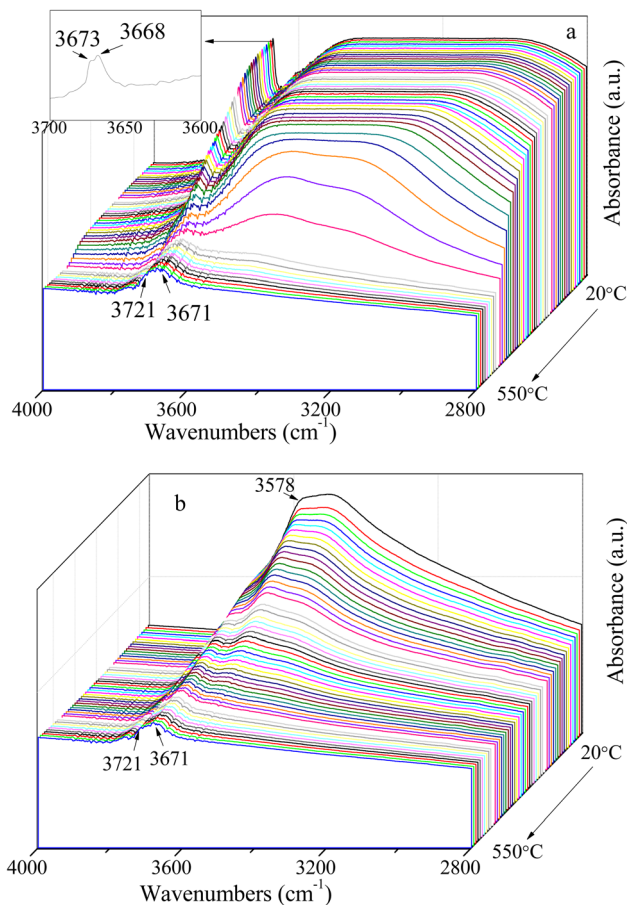 a
3673
3668
3700
3650
3600
Absorbance (a.u.)
3721
3671
20°C
550°C
4000
3600
3200
2800
Wavenumbers (cm-1)
b
3578
Absorbance (a.u.)
3721
3671
20°C
550°C
4000
3600
3200
2800
Wavenumbers (cm-1)